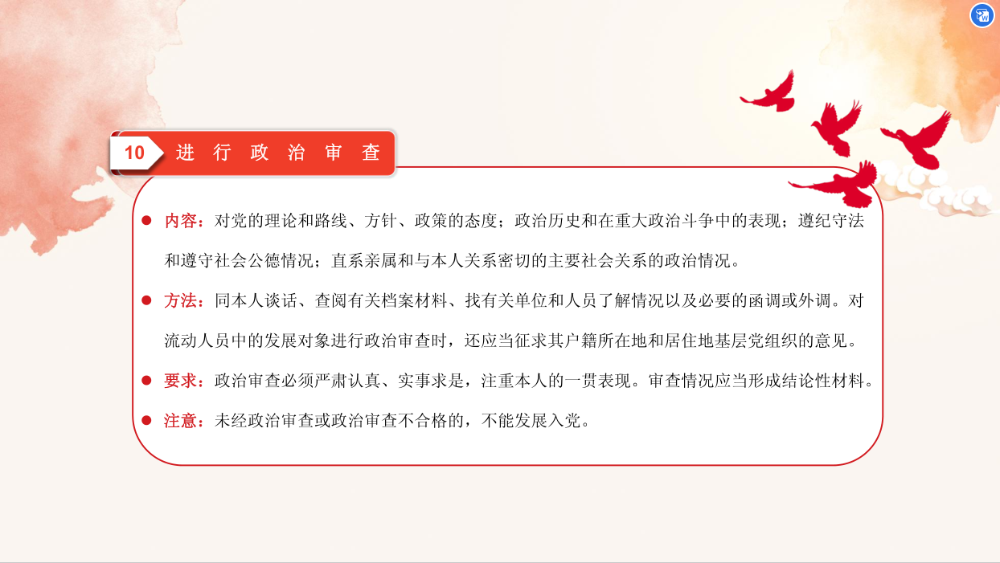 10 进行政治审查
内容：对党的理论和路线、方针、政策的态度；政治历史和在重大政治斗争中的表现；遵纪守法
和遵守社会公德情况；直系亲属和与本人关系密切的主要社会关系的政治情况。
方法：同本人谈话、查阅有关档案材料、找有关单位和人员了解情况以及必要的函调或外调。对
流动人员中的发展对象进行政治审查时，还应当征求其户籍所在地和居住地基层党组织的意见。
要求：政治审查必须严肃认真、实事求是，注重本人的一贯表现。审查情况应当形成结论性材料。
注意：未经政治审查或政治审查不合格的，不能发展入党。